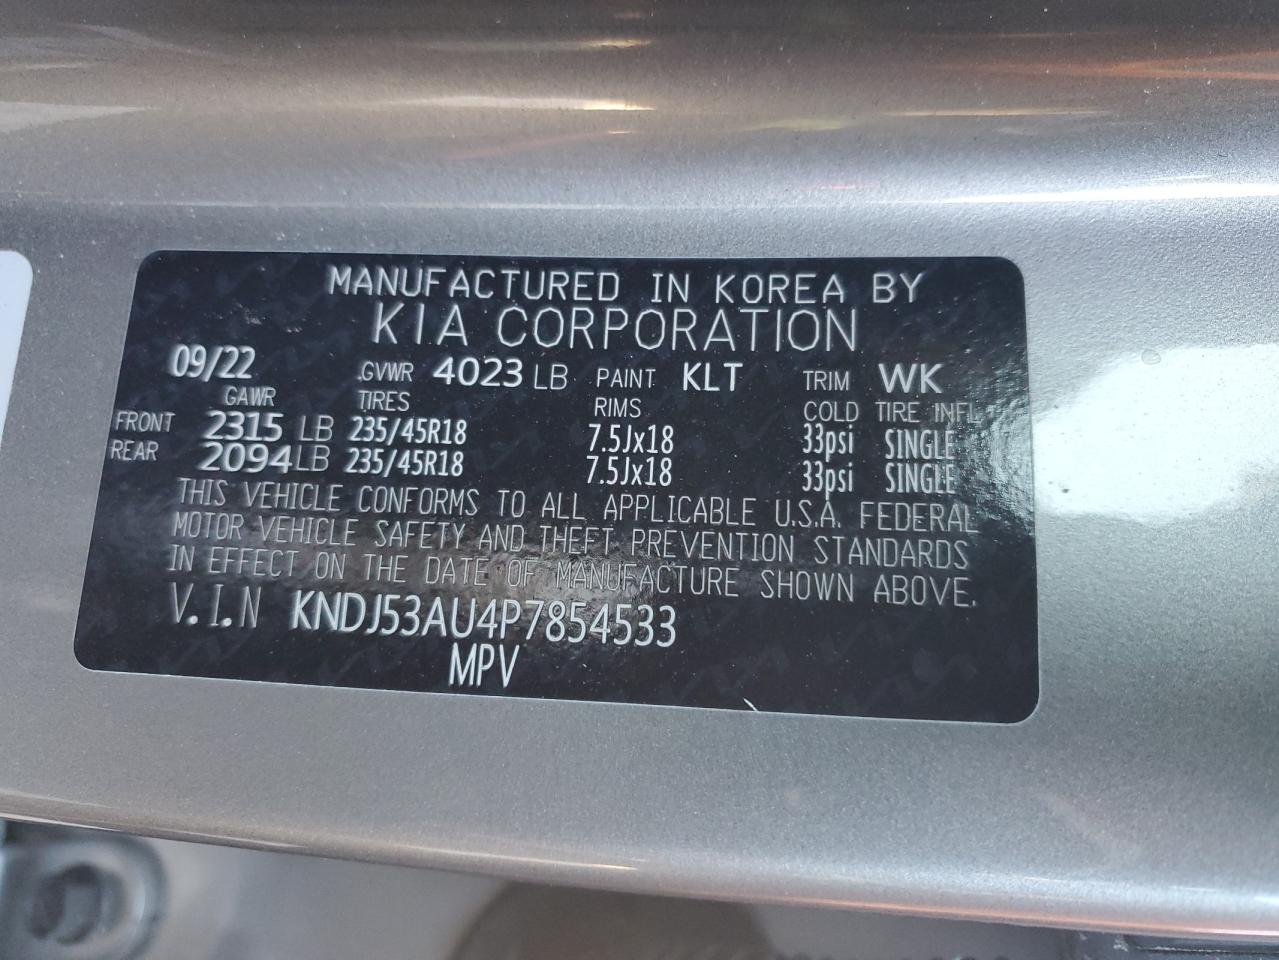 MANUFACTURED IN KOREA BY
KIA CORPORATION
09/22 GVWR 4023 LB PAINT KLT TRIM WK
GAWR TIRES RIMS COLD TIRE INFL
FRONT 2315 LB 235/45R18 7.5Jx18 33psi SINGLE
REAR 2094 LB 235/45R18 7.5Jx18 33psi SINGLE
THIS VEHICLE CONFORMS TO ALL APPLICABLE U.S.A. FEDERAL
MOTOR VEHICLE SAFETY AND THEFT PREVENTION STANDARDS
IN EFFECT ON THE DATE OF MANUFACTURE SHOWN ABOVE.
V.I.N KNDJ53AU4P7854533
MPV